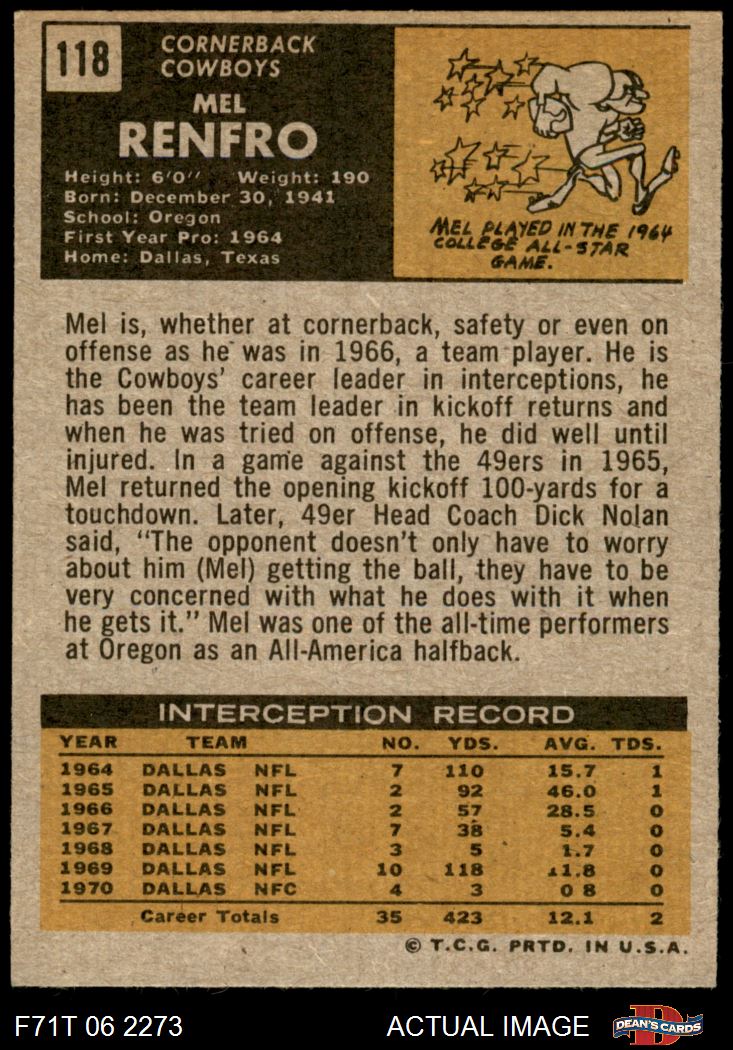 118
CORNERBACK
COWBOYS
MEL
RENFRO
Height: 6'0'' Weight: 190
Born: December 30, 1941
School: Oregon
First Year Pro: 1964
Home: Dallas, Texas
MEL PLAYED IN THE 1964
COLLEGE ALL-STAR
GAME.
Mel is, whether at cornerback, safety or even on
offense as he was in 1966, a team player. He is
the Cowboys' career leader in interceptions, he
has been the team leader in kickoff returns and
when he was tried on offense, he did well until
injured. In a game against the 49ers in 1965,
Mel returned the opening kickoff 100-yards for a
touchdown. Later, 49er Head Coach Dick Nolan
said, "The opponent doesn't only have to worry
about him (Mel) getting the ball, they have to be
very concerned with what he does with it when
he gets it." Mel was one of the all-time performers
at Oregon as an All-America halfback.
INTERCEPTION RECORD
YEAR TEAM NO. YDS. AVG. TDS.
1964 DALLAS NFL 7 110 15.7 1
1965 DALLAS NFL 2 92 46.0 1
1966 DALLAS NFL 2 57 28.5 0
1967 DALLAS NFL 7 38 5.4 0
1968 DALLAS NFL 3 5 1.7 0
1969 DALLAS NFL 10 118 11.8 0
1970 DALLAS NFC 4 3 0 8 0
Career Totals 35 423 12.1 2
© T.C.G. PRTD. IN U.S.A.
F71T 06 2273 ACTUAL IMAGE
D
DEAN'S CARDS